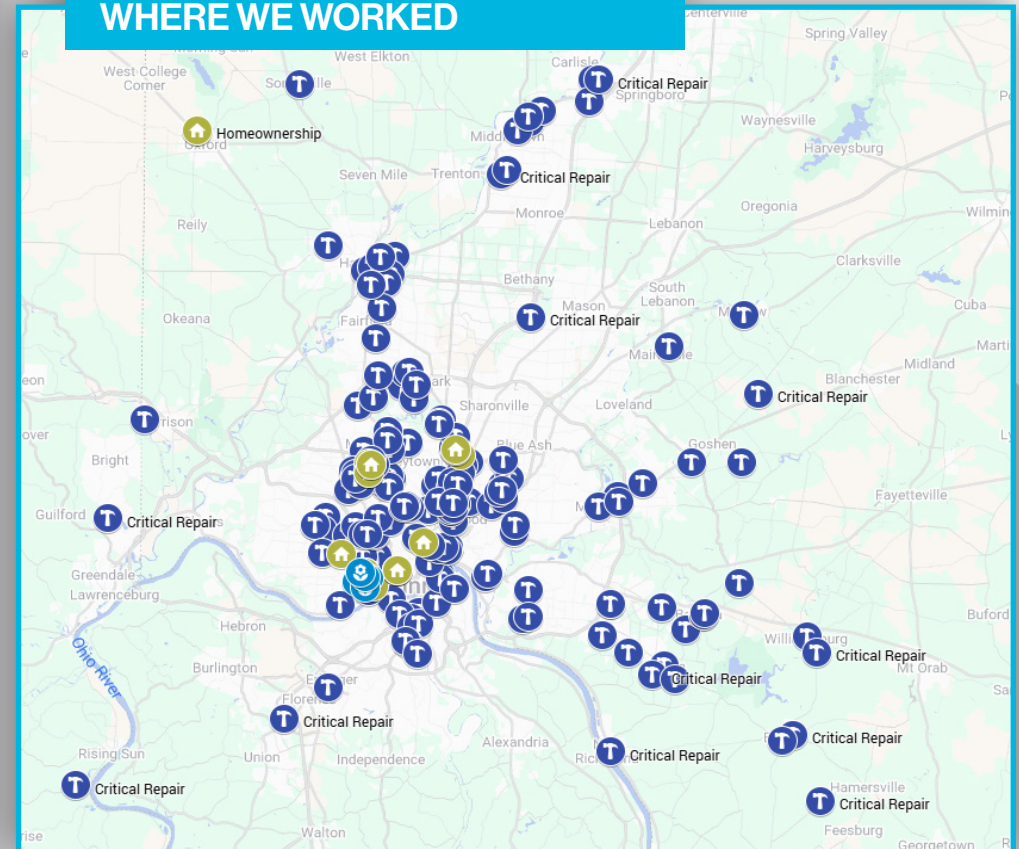 WHERE WE WORKED
West Elkton
Spring Valley
Carlisle
West College
Corner
Critical Repair
Springboro
Waynesville
Homeownership
Oxford
Harveysburg
Seven Mile
Trenton
Critical Repair
Monroe
Oregonia
Reilly
Lebanon
Clarksville
Bethany
South
Lebanon
Mason
Cuba
Okeana
Critical Repair
Midland
Blanchester
Critical Repair
Sharonville
Loveland
Goshen
Blue Ash
Bright
Fayetteville
Guilford
Critical Repair
Greendale
Lawrenceburg
Buford
Hebron
Ohio River
Burlington
Critical Repair
Mt Orab
Critical Repair
Critical Repair
Critical Repair
Alexandria
Rising Sun
Union
Independence
Critical Repair
Critical Repair
Hamersville
Critical Repair
Feesburg
Walton
Georgetown